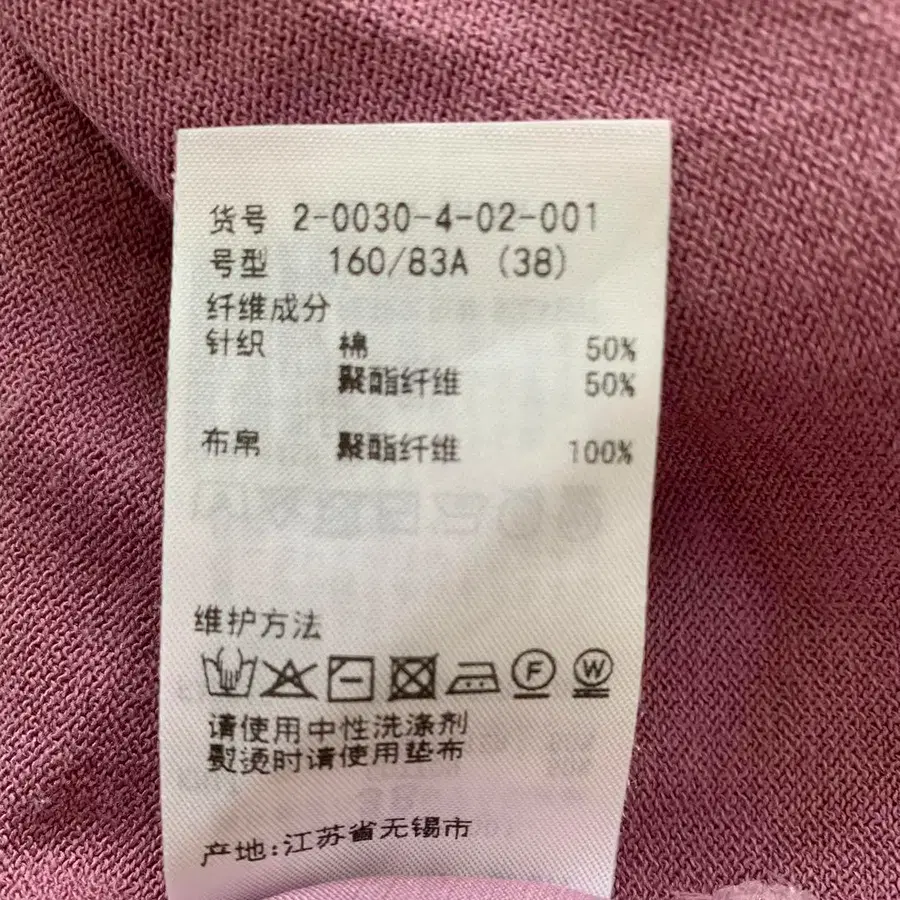 货号 2-0030-4-02-001
号型 160/83A (38)
纤维成分
针织 棉 50%
聚酯纤维 50%
布帛 聚酯纤维 100%
维护方法
F W
请使用中性洗涤剂
熨烫时请使用垫布
产地:江苏省无锡市